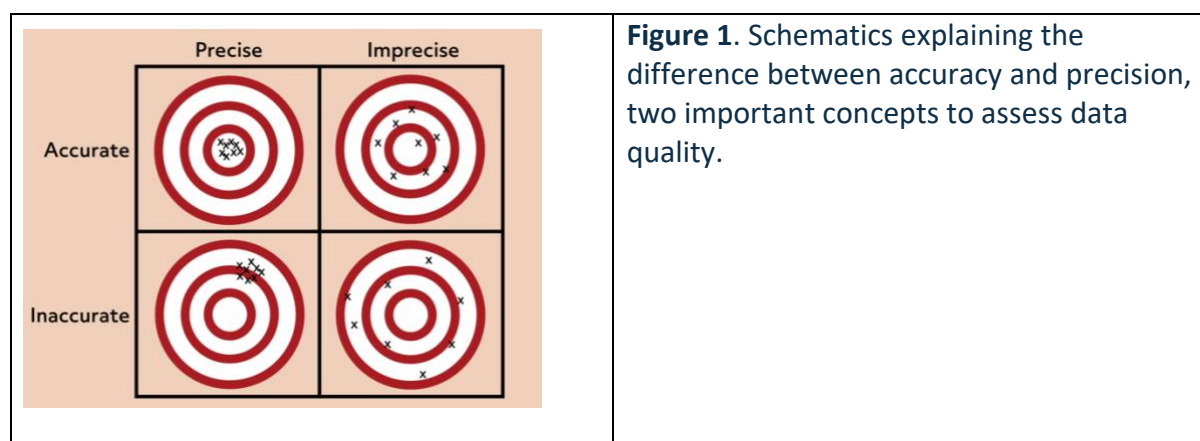 Precise Imprecise
Accurate
Inaccurate
Figure 1. Schematics explaining the
difference between accuracy and precision,
two important concepts to assess data
quality.